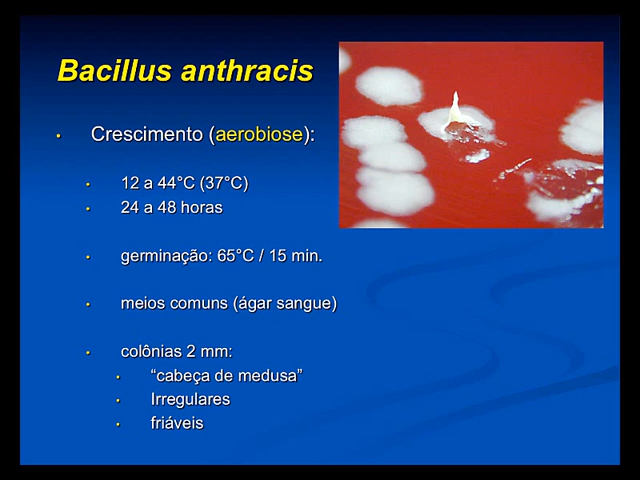 Bacillus anthracis
• Crescimento (aerobiose):
• 12 a 44°C (37°C)
• 24 a 48 horas
• germinação: 65°C / 15 min.
• meios comuns (ágar sangue)
• colônias 2 mm:
• “cabeça de medusa”
• Irregulares
• friáveis